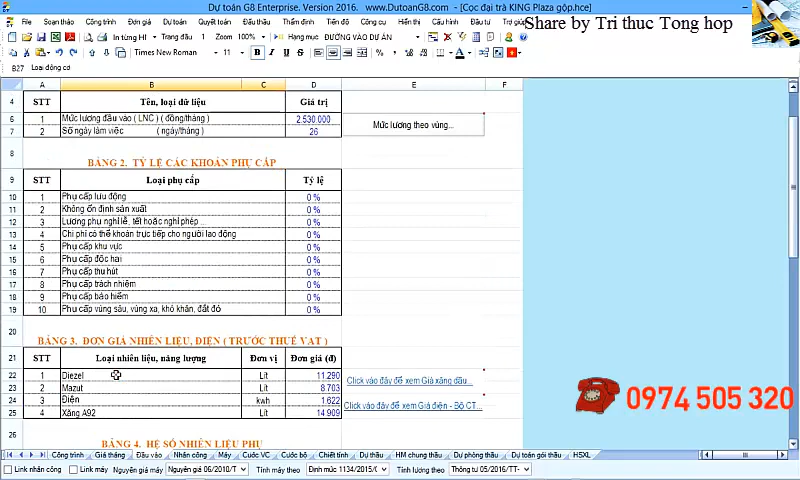 Dự toán G8 Enterprise. Version 2016. www.DutoanG8.com - [Cọc đại trà KING Plaza gộp.hce]
Tệp Soạn thảo Công trình Đơn giá Dự toán Quyết toán Đấu thầu Thẩm định Tiện ích Công cụ Hiển thị Cấu hình Dữ liệu Trợ giúp
Share by Tri thuc Tong hop
In từng HI Trang đầu 1 Zoom 100% Hạng mục ĐƯỜNG VÀO DỰ ÁN
Times New Roman 11 B I U S % , A
B27 Loại động cơ
A B C D E F
4 STT Tên, loại dữ liệu Giá trị
6 1 Mức lương đầu vào ( LNC ) ( đồng/tháng ) 2.530.000
Mức lương theo vùng...
7 2 Số ngày làm việc ( ngày/tháng ) 26
8 BẢNG 2. TỶ LỆ CÁC KHOẢN PHỤ CẤP
9 STT Loại phụ cấp Tỷ lệ
10 1 Phụ cấp lưu động 0 %
11 2 Không ổn định sản xuất 0 %
12 3 Lương phụ nghỉ lễ, tết hoặc nghỉ phép ... 0 %
13 4 Chi phí có thể khoán trực tiếp cho người lao động 0 %
14 5 Phụ cấp khu vực 0 %
15 6 Phụ cấp độc hại 0 %
16 7 Phụ cấp thu hút 0 %
17 8 Phụ cấp trách nhiệm 0 %
18 9 Phụ cấp bảo hiểm 0 %
19 10 Phụ cấp vùng sâu, vùng xa, khó khăn, đắt đỏ 0 %
20 BẢNG 3. ĐƠN GIÁ NHIÊN LIỆU, ĐIỆN ( TRƯỚC THUẾ VAT )
21 STT Loại nhiên liệu, năng lượng Đơn vị Đơn giá (đ)
22 1 Diezel Lít 11.290
Click vào đây để xem Giá xăng dầu...
23 2 Mazut Lít 8.703
24 3 Điện kwh 1.622
Click vào đây để xem Giá điện - Bộ CT...
25 4 Xăng A92 Lít 14.909
0974 505 320
26 BẢNG 4. HỆ SỐ NHIÊN LIỆU PHỤ
Công trình Giá tháng Đầu vào Nhân công Máy Cước VC Cước bộ Chiết tính Dự thầu HM chung thầu Dự phòng thầu Dự toán gói thầu HSXL
Link nhân công Link máy Nguyên giá máy Nguyên giá 06/2010/T Tính máy theo Định mức 1134/2015/Q Tính lương theo Thông tư 05/2016/TT-